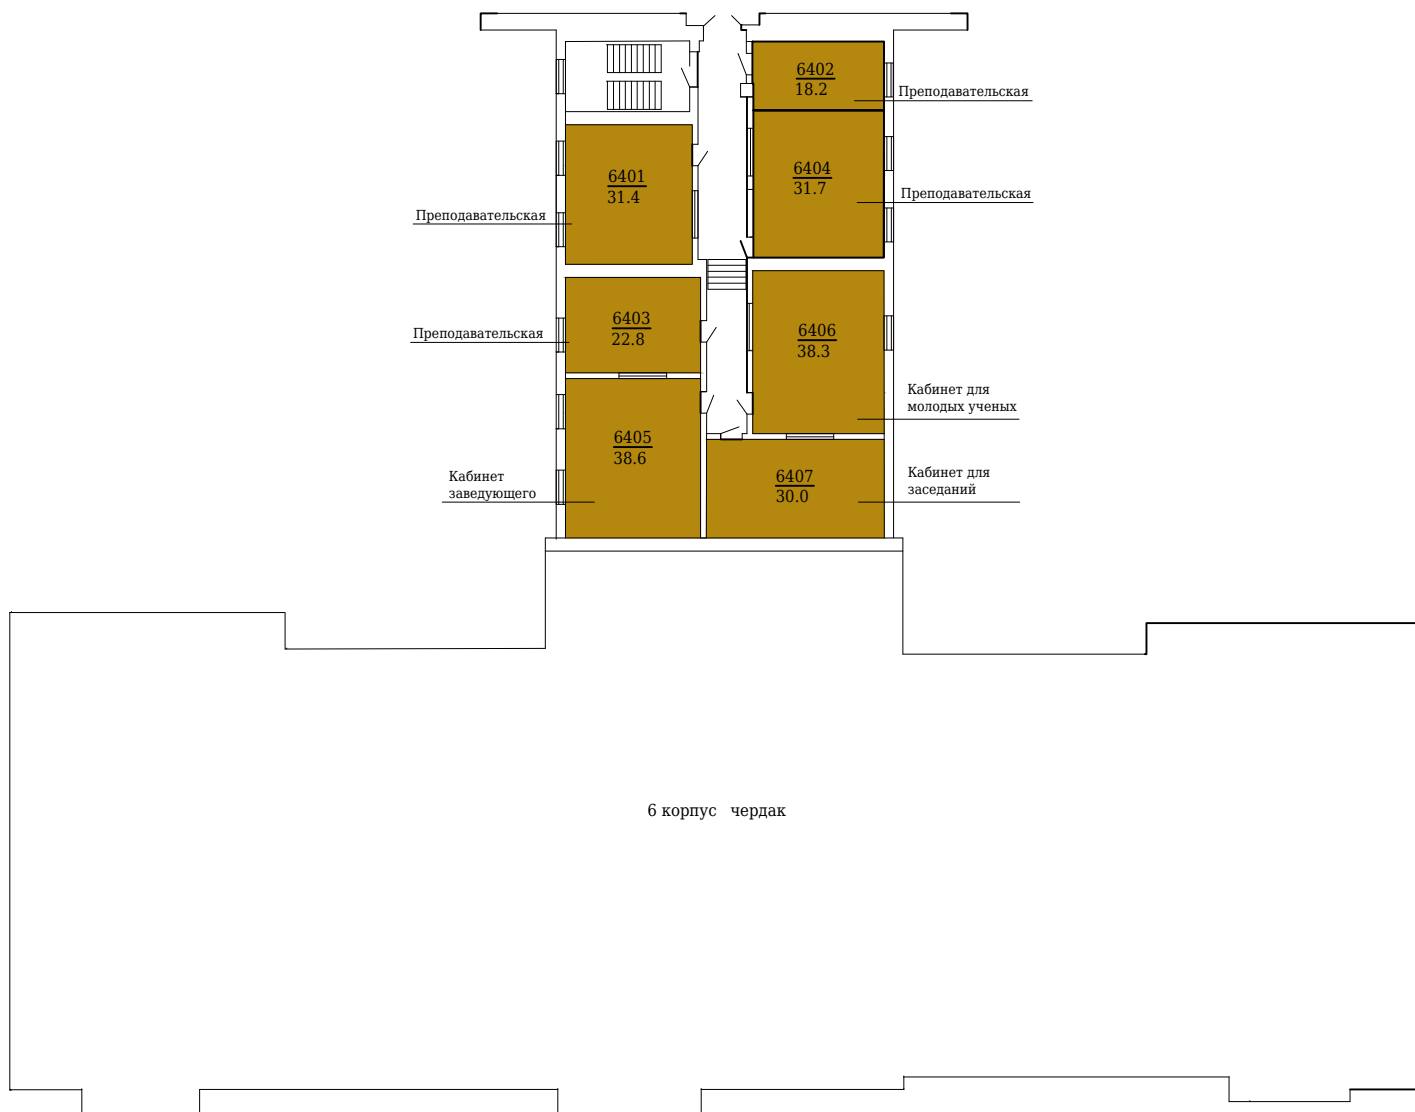 6402
18.2
Преподавательская
6401
31.4
6404
31.7
Преподавательская
Преподавательская
6403
22.8
Преподавательская
6406
38.3
Кабинет для
молодых ученых
6405
38.6
Кабинет
заведующего
6407
30.0
Кабинет для
заседаний
6 корпус чердак